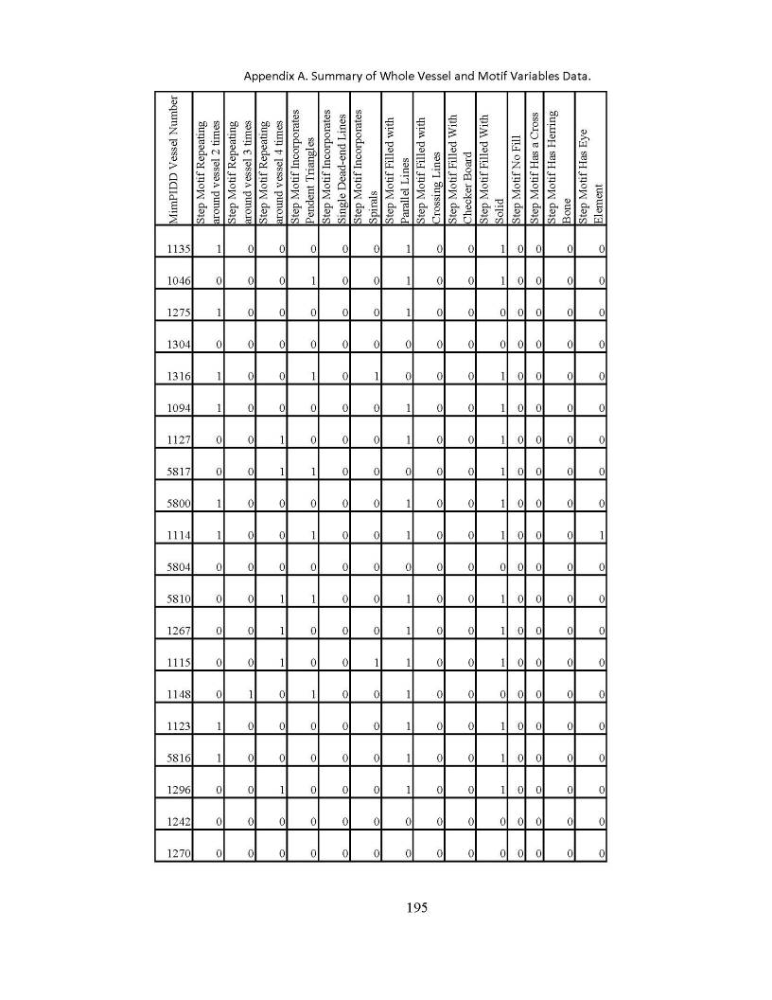 Appendix A. Summary of Whole Vessel and Motif Variables Data.
MimPIDD Vessel Number
Step Motif Repeating
around vessel 2 times
Step Motif Repeating
around vessel 3 times
Step Motif Repeating
around vessel 4 times
Step Motif Incorporates
Pendent Triangles
Step Motif Incorporates
Single Dead-end Lines
Step Motif Incorporates
Spirals
Step Motif Filled with
Parallel Lines
Step Motif Filled with
Crossing Lines
Step Motif Filled With
Checker Board
Step Motif Filled With
Solid
Step Motif No Fill
Step Motif Has a Cross
Step Motif Has Herring
Bone
Step Motif Has Eye
Element
1135 1 0 0 0 0 0 1 0 0 1 0 0 0 0
1046 0 0 0 1 0 0 1 0 0 1 0 0 0 0
1275 1 0 0 0 0 0 1 0 0 0 0 0 0 0
1304 0 0 0 0 0 0 0 0 0 0 0 0 0 0
1316 1 0 0 1 0 1 0 0 0 1 0 0 0 0
1094 1 0 0 0 0 0 1 0 0 1 0 0 0 0
1127 0 0 1 0 0 0 1 0 0 1 0 0 0 0
5817 0 0 1 1 0 0 0 0 0 1 0 0 0 0
5800 1 0 0 0 0 0 1 0 0 1 0 0 0 0
1114 1 0 0 1 0 0 1 0 0 1 0 0 0 1
5804 0 0 0 0 0 0 0 0 0 0 0 0 0 0
5810 0 0 1 1 0 0 1 0 0 1 0 0 0 0
1267 0 0 1 0 0 0 1 0 0 1 0 0 0 0
1115 0 0 1 0 0 1 1 0 0 1 0 0 0 0
1148 0 1 0 1 0 0 1 0 0 0 0 0 0 0
1123 1 0 0 0 0 0 1 0 0 1 0 0 0 0
5816 1 0 0 0 0 0 1 0 0 1 0 0 0 0
1296 0 0 1 0 0 0 1 0 0 1 0 0 0 0
1242 0 0 0 0 0 0 0 0 0 0 0 0 0 0
1270 0 0 0 0 0 0 0 0 0 0 0 0 0 0
195